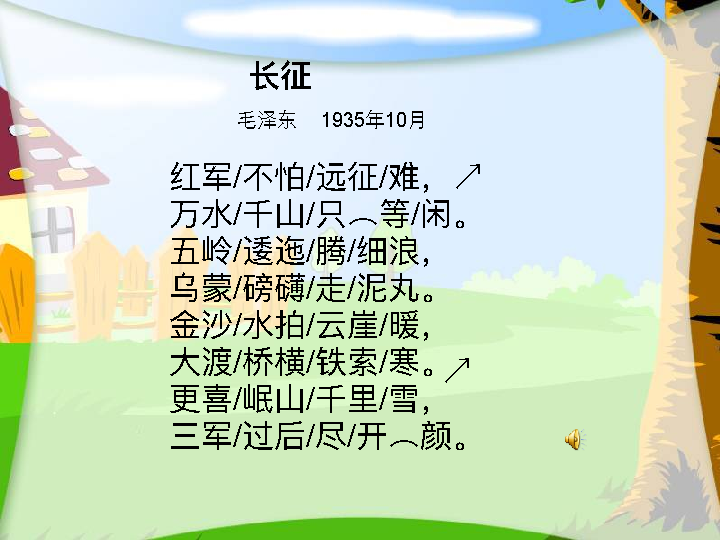 长征
毛泽东 1935年10月
红军/不怕/远征/难，↗
万水/千山/只︵等/闲。
五岭/逶迤/腾/细浪，
乌蒙/磅礴/走/泥丸。
金沙/水拍/云崖/暖，
大渡/桥横/铁索/寒。↗
更喜/岷山/千里/雪，
三军/过后/尽/开︵颜。